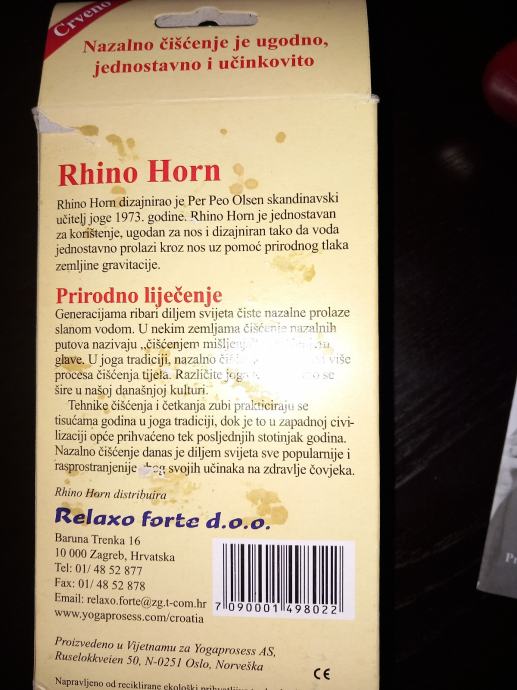 Crveno
Nazalno čišćenje je ugodno,
jednostavno i učinkovito
Rhino Horn
Rhino Horn dizajnirao je Per Peo Olsen skandinavski
učitelj joge 1973. godine. Rhino Horn je jednostavan
za korištenje, ugodan za nos i dizajniran tako da voda
jednostavno prolazi kroz nos uz pomoć prirodnog tlaka
zemljine gravitacije.
Prirodno liječenje
Generacijama ribari diljem svijeta čiste nazalne prolaze
slanom vodom. U nekim zemljama čišćenje nazalnih
putova nazivaju „čišćenjem
glave. U joga tradiciji, nazalno više
procesa čišćenja tijela. Različite se
šire u našoj današnjoj kulturi.
Tehnike čišćenja i četkanja zubi prakticiraju se
tisućama godina u joga tradiciji, dok je to u zapadnoj civi-
lizaciji opće prihvaćeno tek posljednjih stotinjak godina.
Nazalno čišćenje danas je diljem svijeta sve popularnije i
rasprostranjenije zbog svojih učinaka na zdravlje čovjeka.
Rhino Horn distribuira
Relaxo forte d.o.o.
Baruna Trenka 16
10 000 Zagreb, Hrvatska
Tel: 01/ 48 52 877
Fax: 01/ 48 52 878
Email: relaxo.forte@zg.t-com.hr
www.yogaprosess.com/croatia
7 090001 498022
Proizvedeno u Vijetnamu za Yogaprosess AS,
Ruselokkveien 50, N-0251 Oslo, Norveška
CE
Napravljeno od reciklirane ekološki